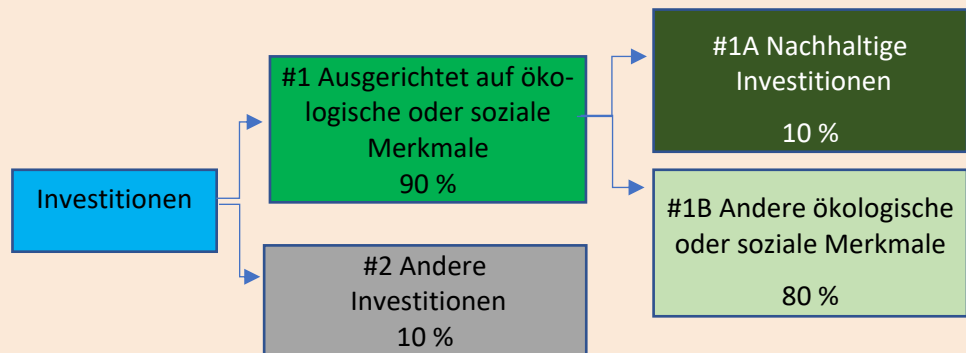 Investitionen
#1 Ausgerichtet auf öko-
logische oder soziale
Merkmale
90 %
#2 Andere
Investitionen
10 %
#1A Nachhaltige
Investitionen
10 %
#1B Andere ökologische
oder soziale Merkmale
80 %